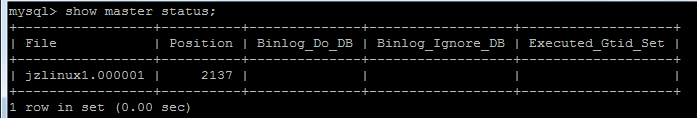 mysql> show master status;
+-----------------+----------+--------------+------------------+-------------------+
| File | Position | Binlog_Do_DB | Binlog_Ignore_DB | Executed_Gtid_Set |
+-----------------+----------+--------------+------------------+-------------------+
| jzlinux1.000001 | 2137 | | | |
+-----------------+----------+--------------+------------------+-------------------+
1 row in set (0.00 sec)